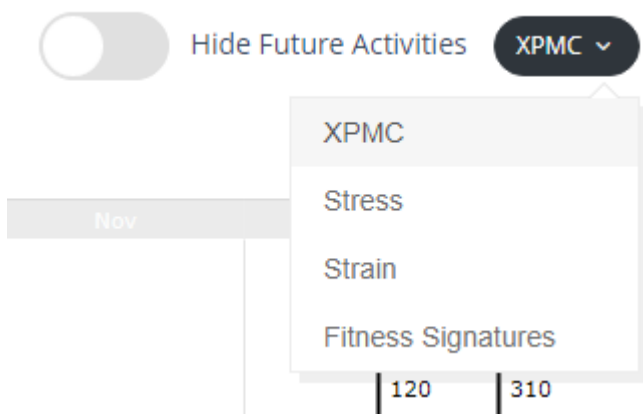 Hide Future Activities XPMC
XPMC
Stress
Nov
Strain
Fitness Signatures
120 310